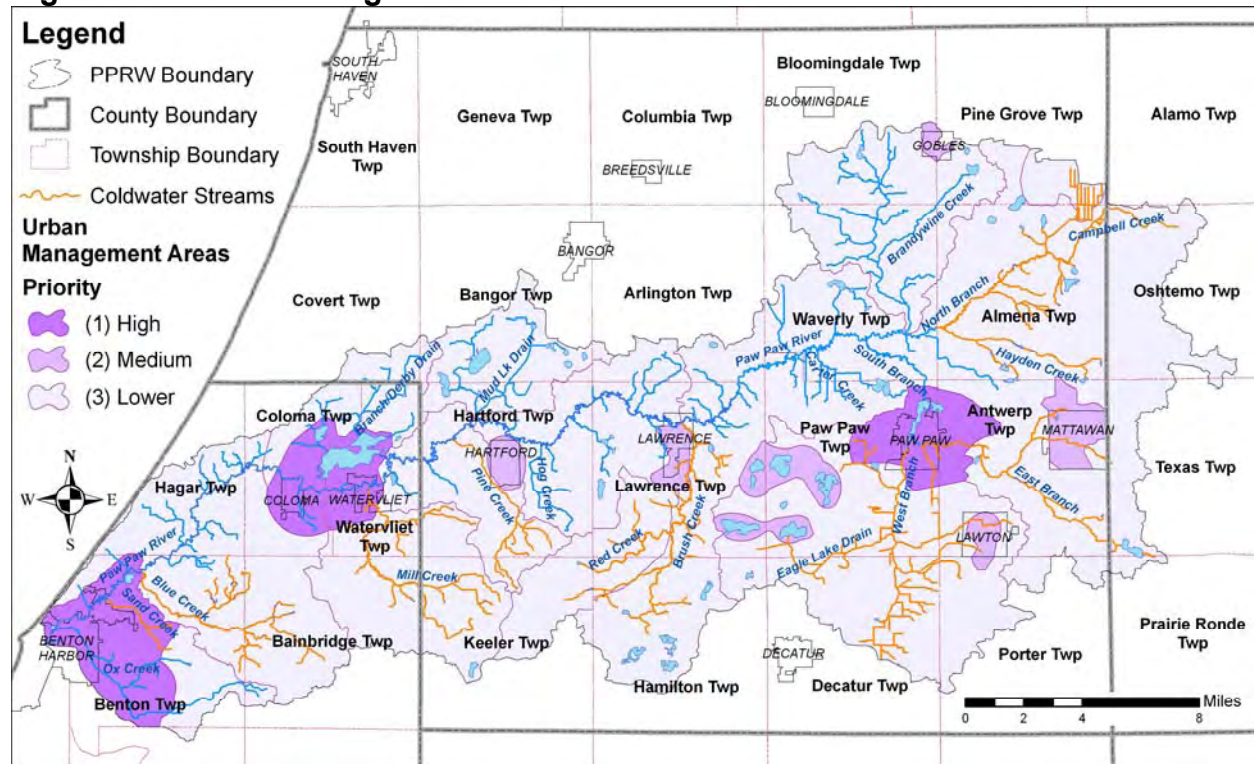 Legend
PPRW Boundary
County Boundary
Township Boundary
Coldwater Streams
Urban
Management Areas
Priority
(1) High
(2) Medium
(3) Lower
N
W E
S
SOUTH
HAVEN
South Haven
Twp
Geneva Twp
Columbia Twp
BREEDSVILLE
Bloomingdale Twp
BLOOMINGDALE
Pine Grove Twp
GOBLES
Alamo Twp
Brandywine Creek
Campbell Creek
BANGOR
Covert Twp
Bangor Twp
Arlington Twp
Waverly Twp
North Branch
Almena Twp
Oshtemo Twp
Paw Paw River
South Branch
Carter Creek
Hayden Creek
Branch/Derby Drain
Mud Lk Drain
Coloma Twp
Hartford Twp
HARTFORD
LAWRENCE
Paw Paw
Twp
PAW PAW
Antwerp
Twp
MATTAWAN
Texas Twp
Hagar Twp
COLOMA
WATERVLIET
Watervliet
Twp
Pine Creek
Hog Creek
Lawrence Twp
West Branch
East Branch
LAWTON
Red Creek
Brush Creek
Eagle Lake Drain
Paw Paw River
Blue Creek
Sand Creek
Mill Creek
BENTON
HARBOR
Ox Creek
Bainbridge Twp
Keeler Twp
Benton Twp
Hamilton Twp
DECATUR
Decatur Twp
Porter Twp
Prairie Ronde
Twp
Miles
0 2 4 8